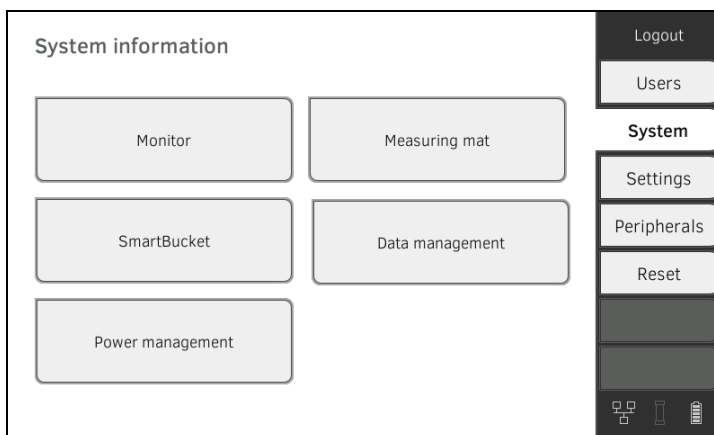 System information
Monitor
Measuring mat
SmartBucket
Data management
Power management
Logout
Users
System
Settings
Peripherals
Reset